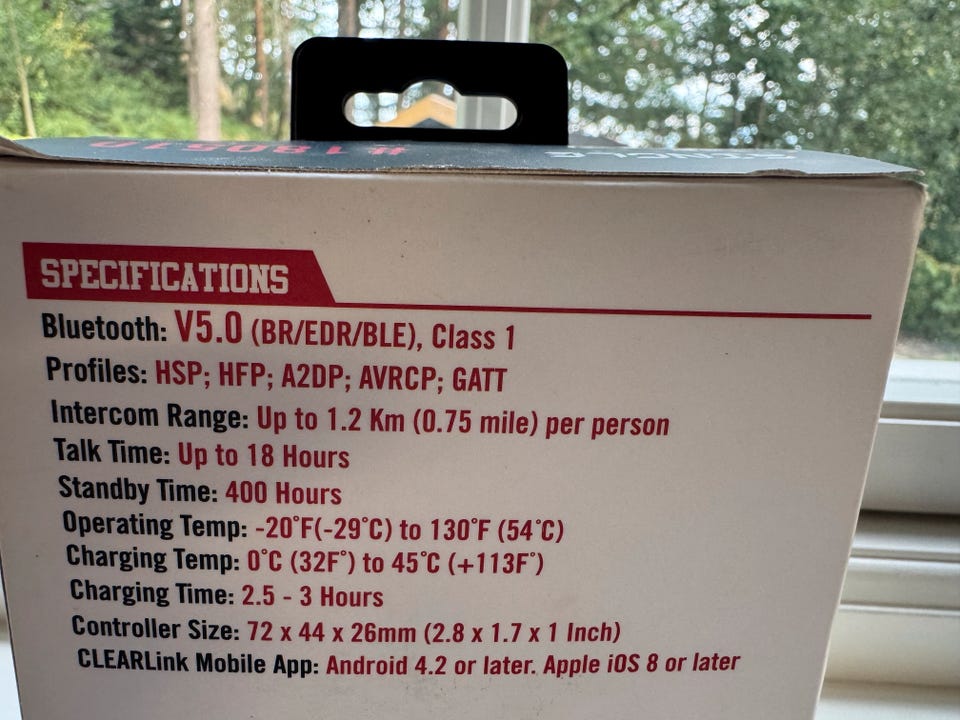 SPECIFICATIONS
Bluetooth: V5.0 (BR/EDR/BLE), Class 1
Profiles: HSP; HFP; A2DP; AVRCP; GATT
Intercom Range: Up to 1.2 Km (0.75 mile) per person
Talk Time: Up to 18 Hours
Standby Time: 400 Hours
Operating Temp: -20°F(-29°C) to 130°F (54°C)
Charging Temp: 0°C (32F°) to 45°C (+113F°)
Charging Time: 2.5 - 3 Hours
Controller Size: 72 x 44 x 26mm (2.8 x 1.7 x 1 Inch)
CLEARLink Mobile App: Android 4.2 or later. Apple iOS 8 or later